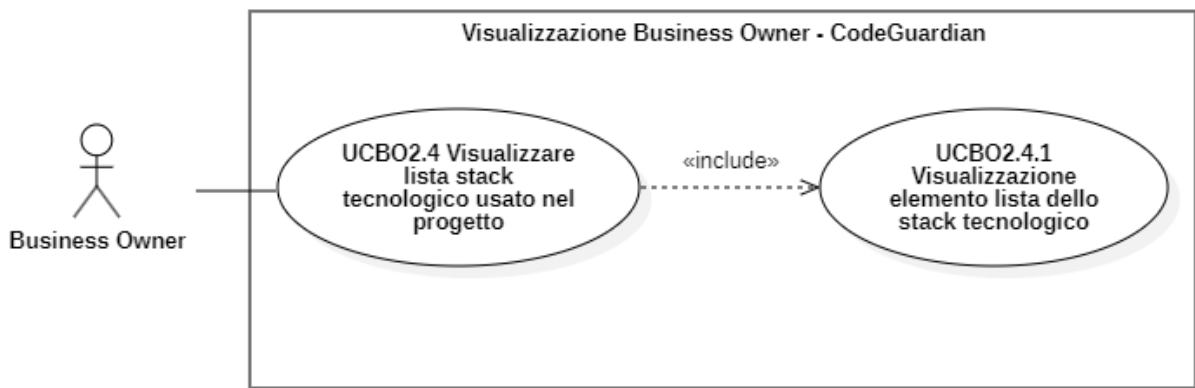 Visualizzazione Business Owner - CodeGuardian
Business Owner
UCBO2.4 Visualizzare
lista stack
tecnologico usato nel
progetto
«include»
UCBO2.4.1
Visualizzazione
elemento lista dello
stack tecnologico